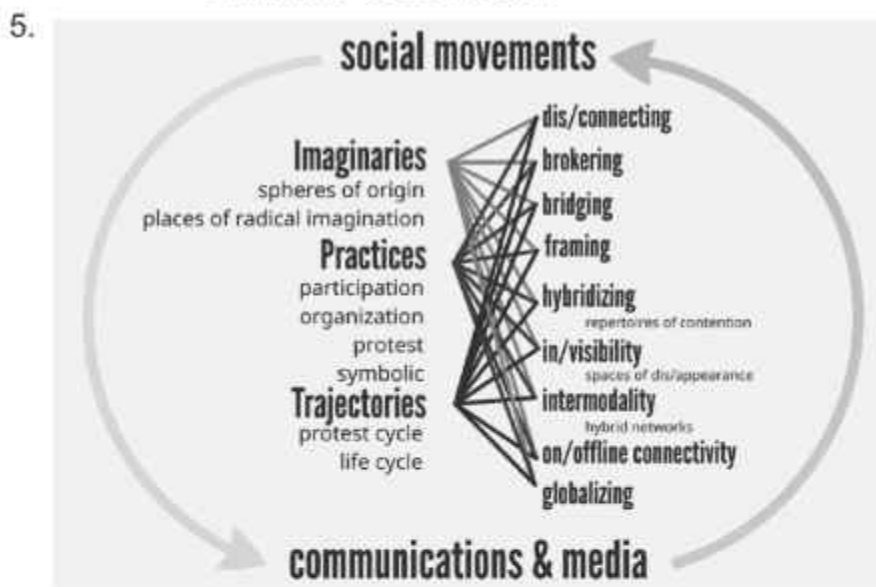 5.
social movements
Imaginaries
spheres of origin
places of radical imagination
Practices
participation
organization
protest
symbolic
Trajectories
protest cycle
life cycle
dis/connecting
brokering
bridging
framing
hybridizing
repertoires of contention
in/visibility
spaces of dis/appearance
intermodality
hybrid networks
on/offline connectivity
globalizing
communications & media